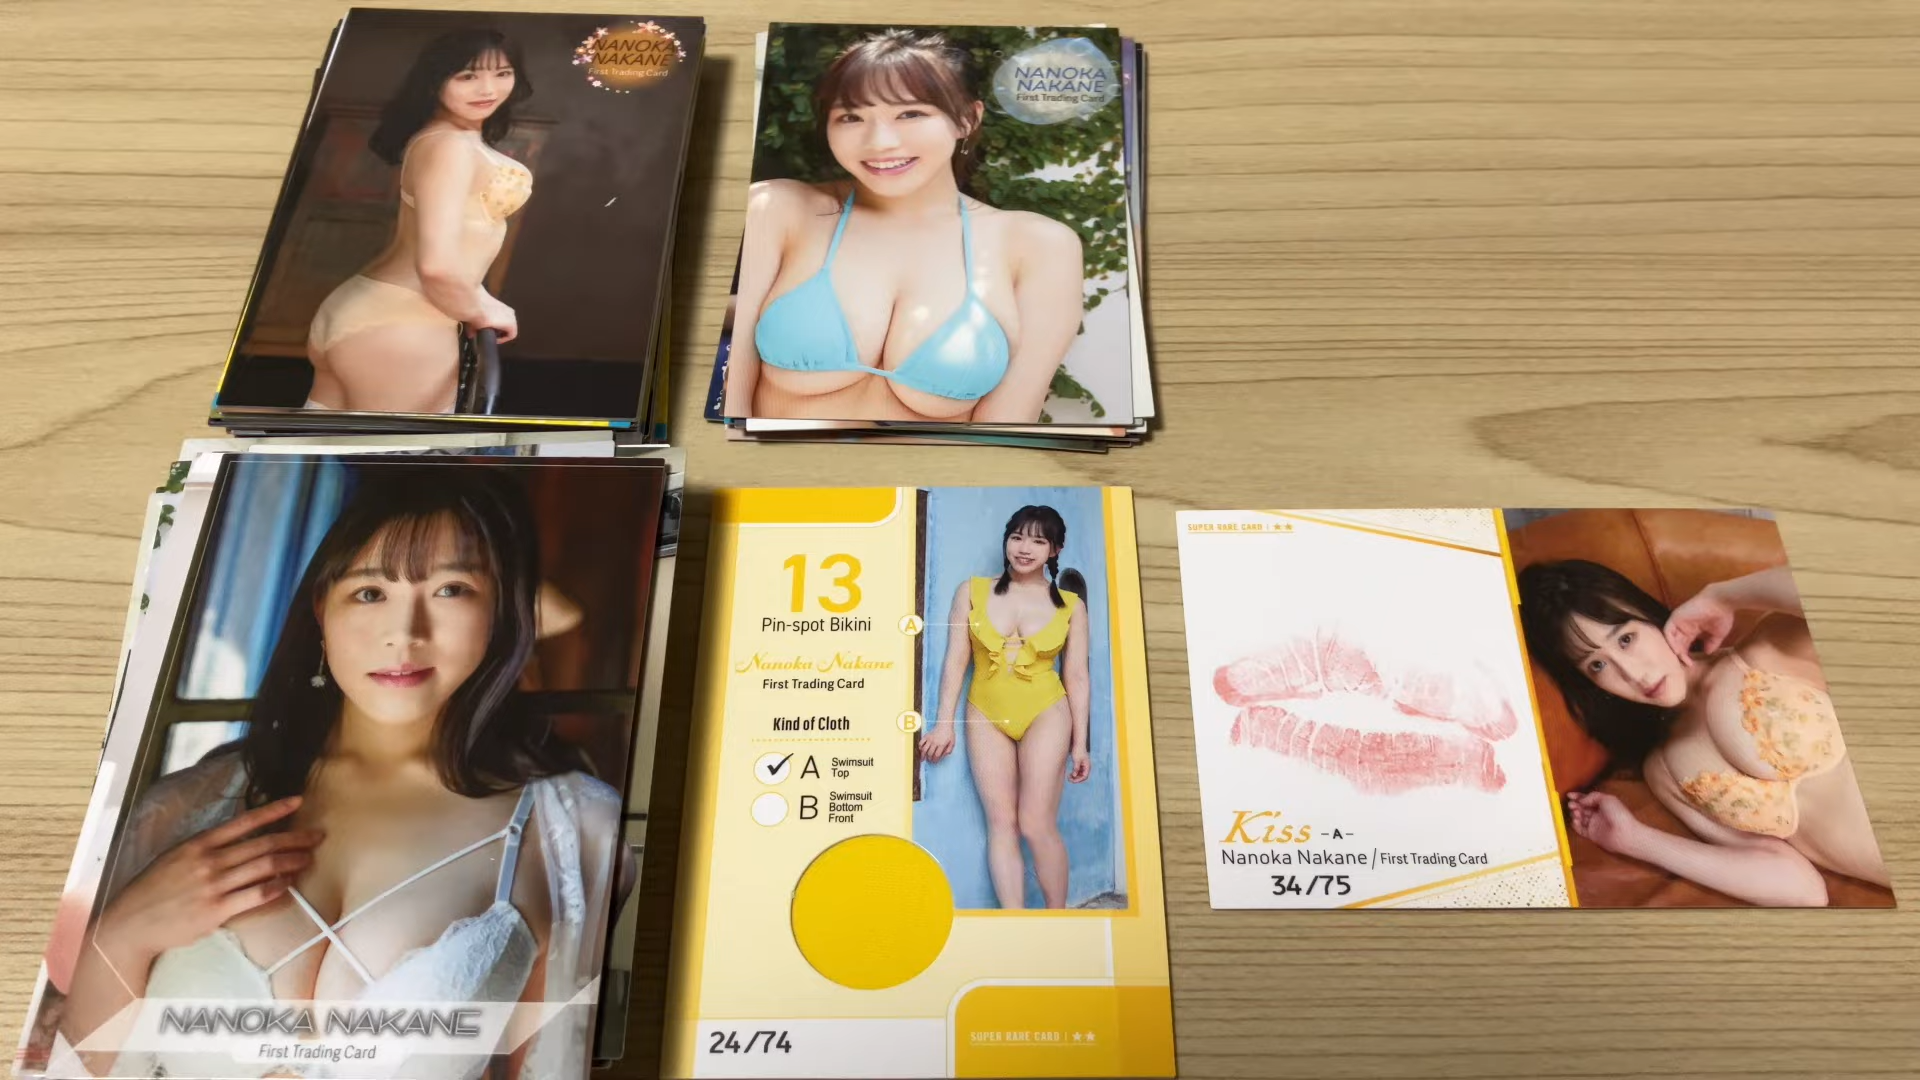 NANOKA
NAKANE
First Trading Card
NANOKA
NAKANE
First Trading Card
NANOKA NAKANE
First Trading Card
13
Pin-spot Bikini
Nanoka Nakane
First Trading Card
Kind of Cloth
A Swimsuit
Top
B Swimsuit
Bottom
Front
A
B
24/74
SUPER RARE CARD | ★★
SUPER RARE CARD | ★★
Kiss -A-
Nanoka Nakane / First Trading Card
34/75